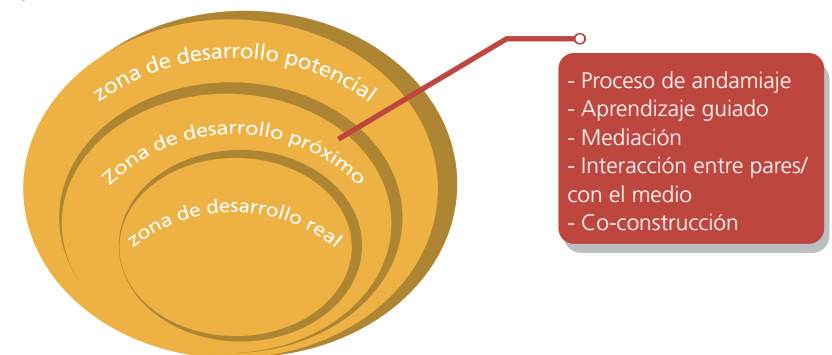 zona de desarrollo potencial
Zona de desarrollo próximo
zona de desarrollo real
- Proceso de andamiaje
- Aprendizaje guiado
- Mediación
- Interacción entre pares/
con el medio
- Co-construcción